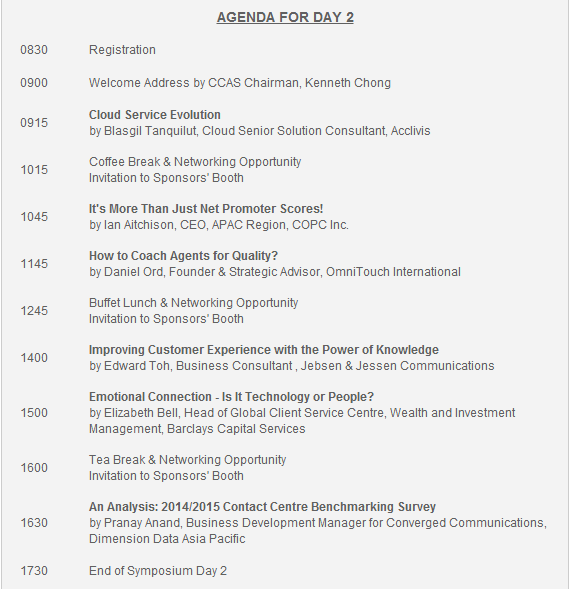 AGENDA FOR DAY 2
0830 Registration
0900 Welcome Address by CCAS Chairman, Kenneth Chong
0915 Cloud Service Evolution
by Blasgil Tanquilut, Cloud Senior Solution Consultant, Acclivis
1015 Coffee Break & Networking Opportunity
Invitation to Sponsors' Booth
1045 It's More Than Just Net Promoter Scores!
by Ian Aitchison, CEO, APAC Region, COPC Inc.
1145 How to Coach Agents for Quality?
by Daniel Ord, Founder & Strategic Advisor, OmniTouch International
1245 Buffet Lunch & Networking Opportunity
Invitation to Sponsors' Booth
1400 Improving Customer Experience with the Power of Knowledge
by Edward Toh, Business Consultant , Jebsen & Jessen Communications
1500 Emotional Connection - Is It Technology or People?
by Elizabeth Bell, Head of Global Client Service Centre, Wealth and Investment
Management, Barclays Capital Services
1600 Tea Break & Networking Opportunity
Invitation to Sponsors' Booth
1630 An Analysis: 2014/2015 Contact Centre Benchmarking Survey
by Pranay Anand, Business Development Manager for Converged Communications,
Dimension Data Asia Pacific
1730 End of Symposium Day 2